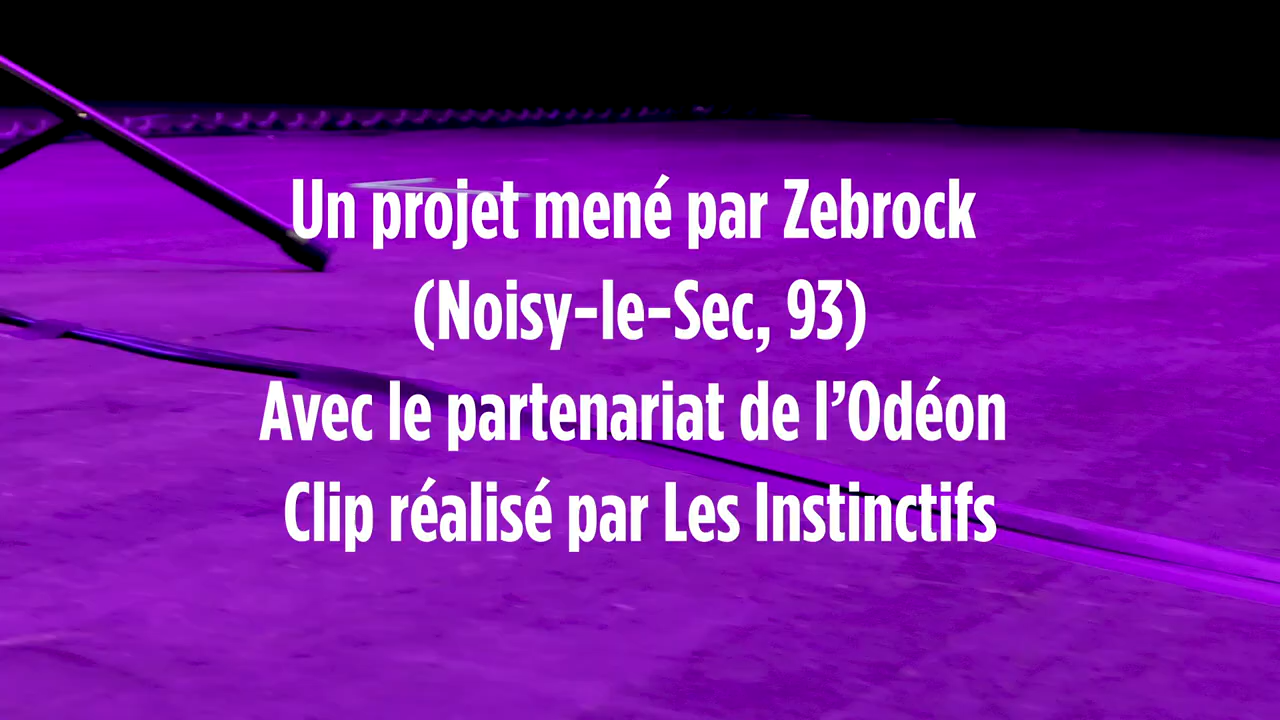 Un projet mené par Zebrock
(Noisy-le-Sec, 93)
Avec le partenariat de l’Odéon
Clip réalisé par Les Instinctifs